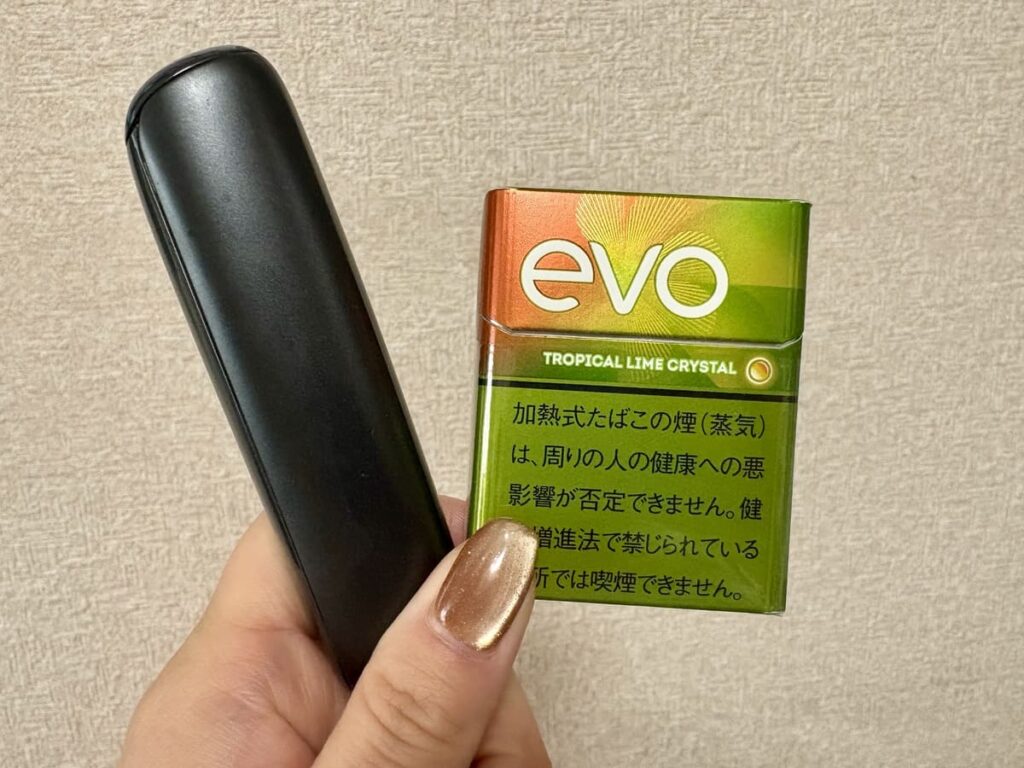 evo
TROPICAL LIME CRYSTAL
加熱式たばこの煙(蒸気)
は、周りの人の健康への悪
影響が否定できません。健
増進法で禁じられている
所では喫煙できません。